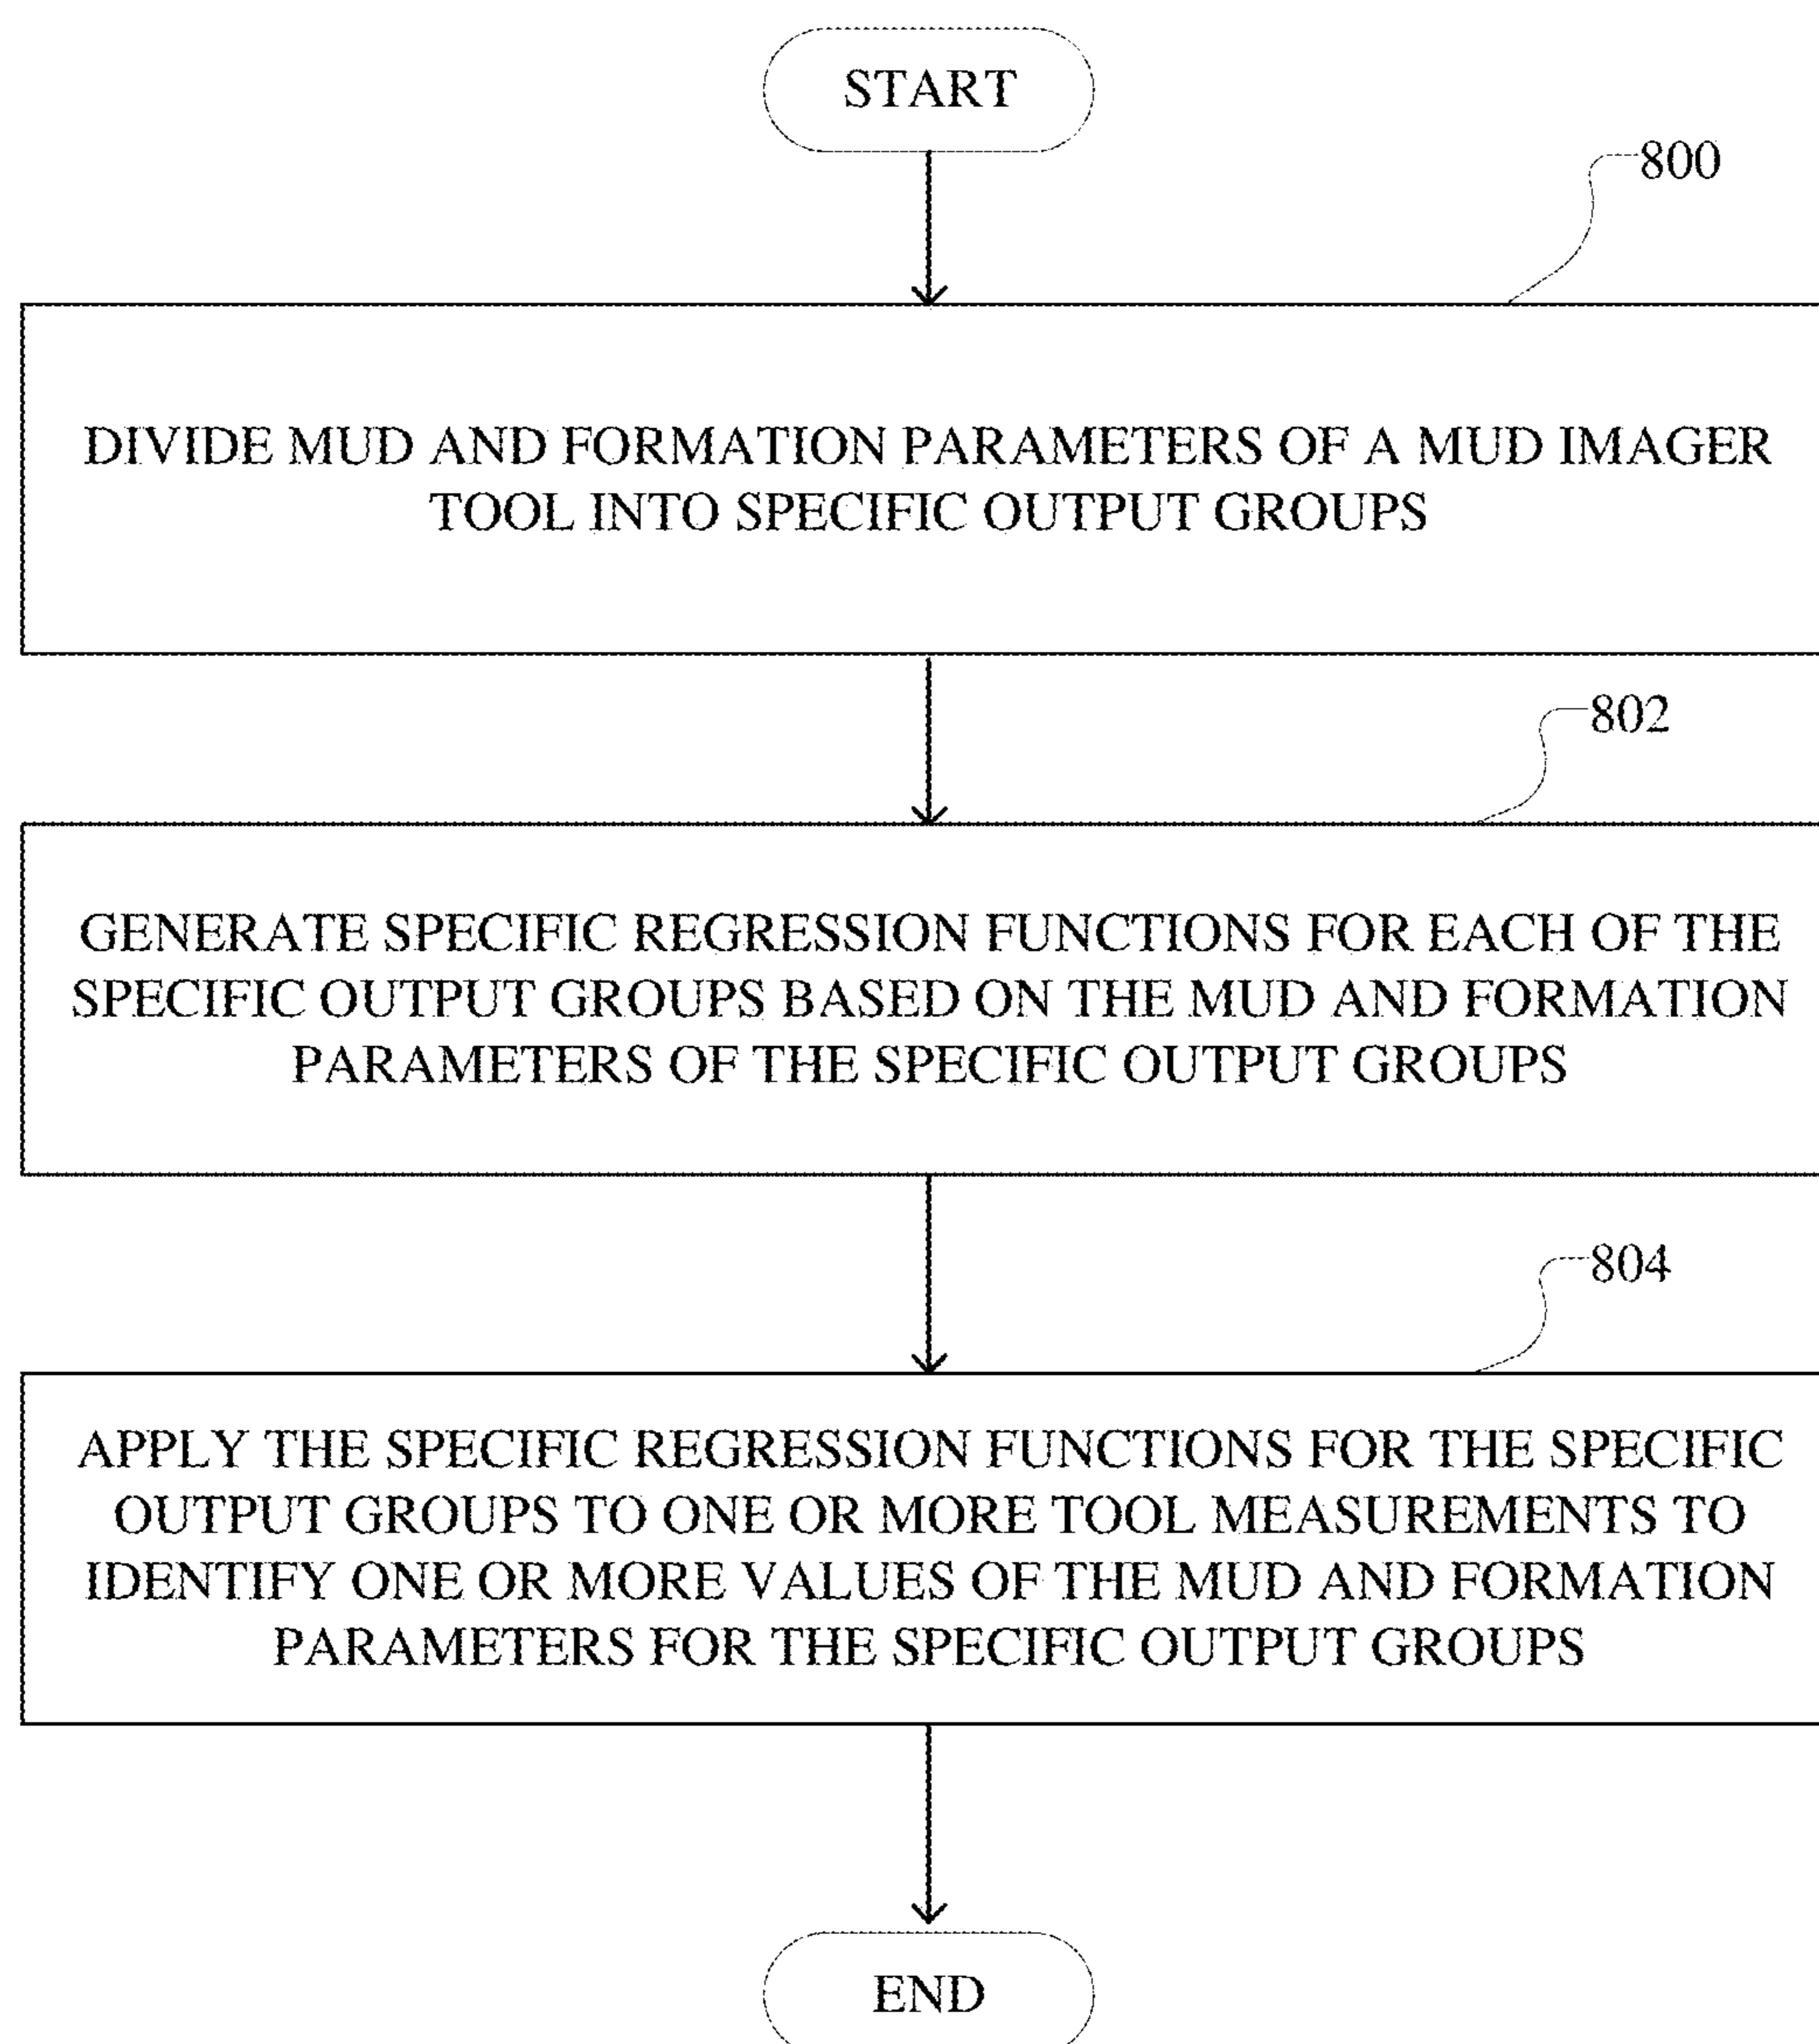 START
800
DIVIDE MUD AND FORMATION PARAMETERS OF A MUD IMAGER
TOOL INTO SPECIFIC OUTPUT GROUPS
802
GENERATE SPECIFIC REGRESSION FUNCTIONS FOR EACH OF THE
SPECIFIC OUTPUT GROUPS BASED ON THE MUD AND FORMATION
PARAMETERS OF THE SPECIFIC OUTPUT GROUPS
804
APPLY THE SPECIFIC REGRESSION FUNCTIONS FOR THE SPECIFIC
OUTPUT GROUPS TO ONE OR MORE TOOL MEASUREMENTS TO
IDENTIFY ONE OR MORE VALUES OF THE MUD AND FORMATION
PARAMETERS FOR THE SPECIFIC OUTPUT GROUPS
END